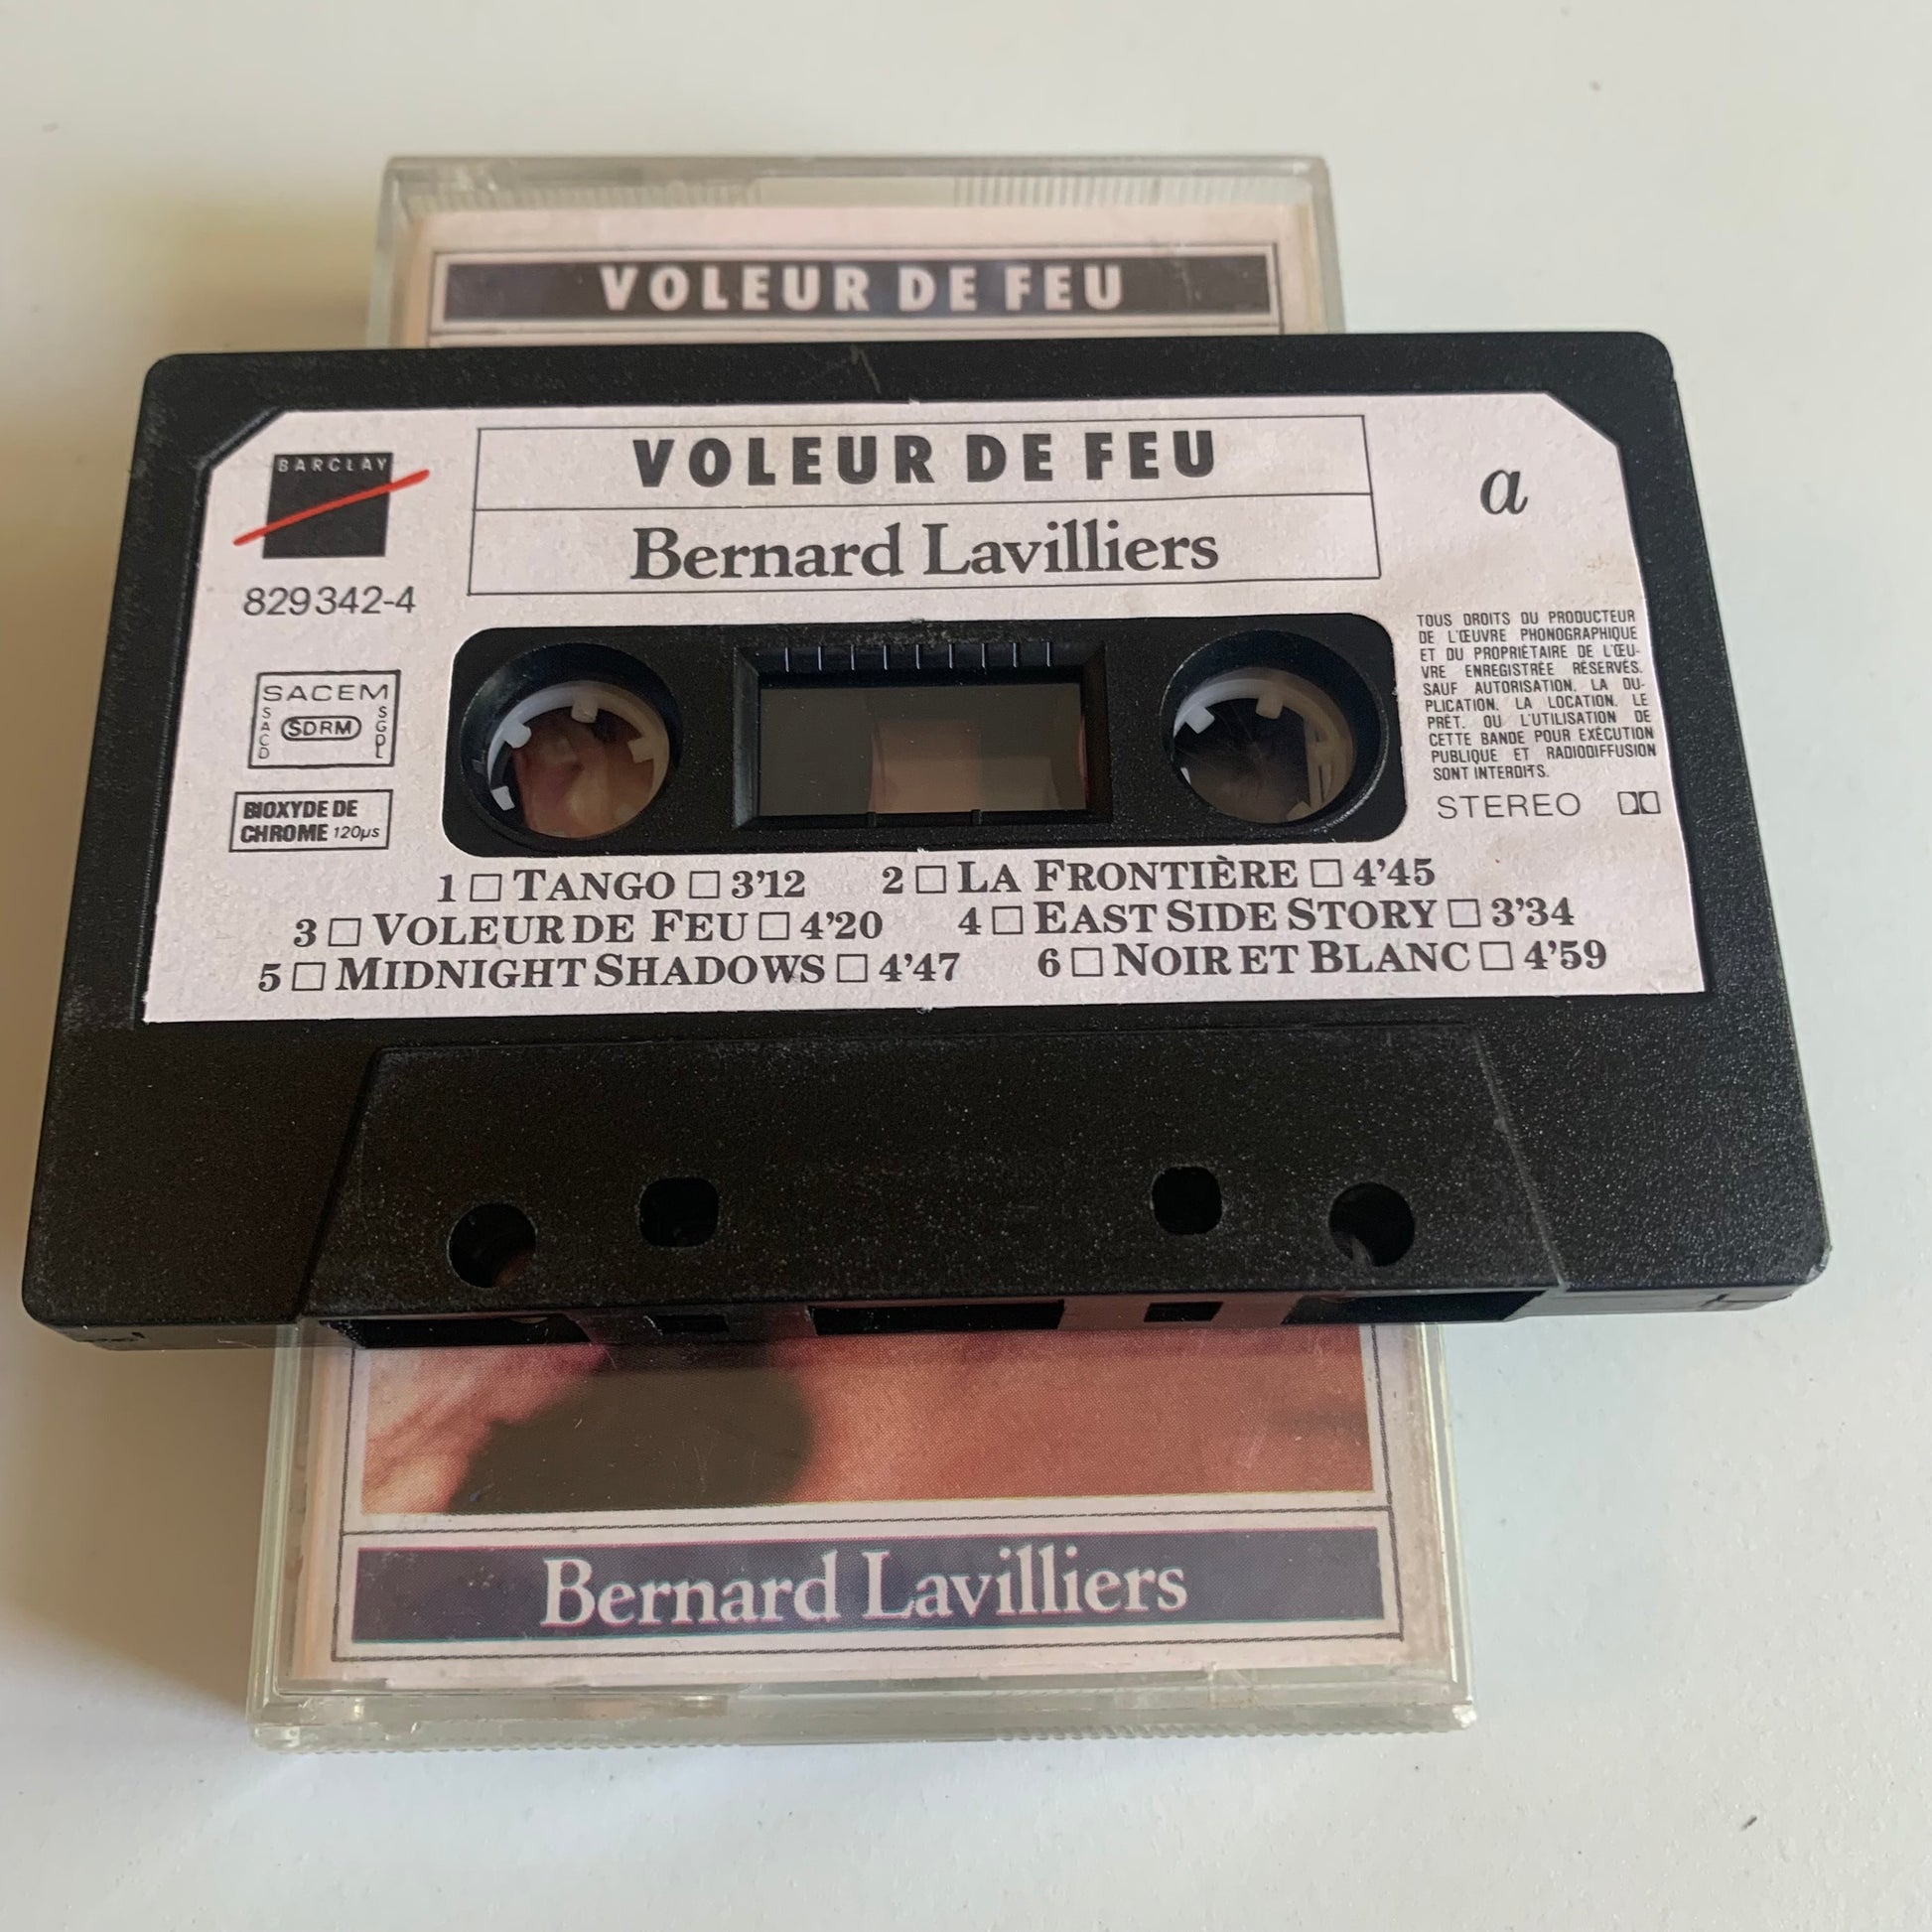 VOLEUR DE FEU
BARCLAY
VOLEUR DE FEU
Bernard Lavilliers
a
829342-4
SACEM
SACD
SDRM
SGDL
BIOXYDE DE
CHROME 120µs
TOUS DROITS DU PRODUCTEUR
DE L'ŒUVRE PHONOGRAPHIQUE
ET DU PROPRIÉTAIRE DE L'ŒU-
VRE ENREGISTRÉE RÉSERVÉS.
SAUF AUTORISATION, LA DU-
PLICATION, LA LOCATION, LE
PRÊT, OU L'UTILISATION DE
CETTE BANDE POUR EXÉCUTION
PUBLIQUE ET RADIODIFFUSION
SONT INTERDITS.
STEREO
1 □ TANGO □ 3'12 2 □ LA FRONTIÈRE □ 4'45
3 □ VOLEUR DE FEU □ 4'20 4 □ EAST SIDE STORY □ 3'34
5 □ MIDNIGHT SHADOWS □ 4'47 6 □ NOIR ET BLANC □ 4'59
Bernard Lavilliers